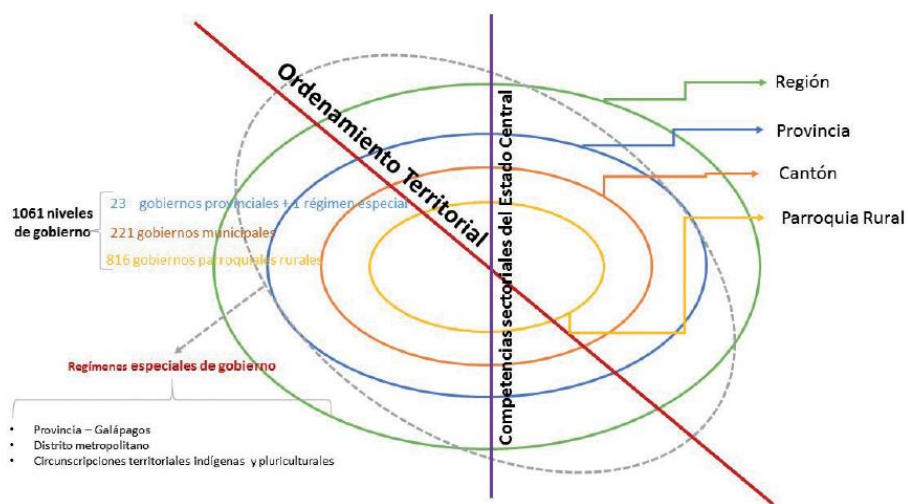 Ordenamiento Territorial
Competencias sectoriales del Estado Central
Región
Provincia
Cantón
Parroquia Rural
1061 niveles
de gobierno
23 gobiernos provinciales + 1 régimen especial
221 gobiernos municipales
816 gobiernos parroquiales rurales
Regímenes especiales de gobierno
• Provincia – Galápagos
• Distrito metropolitano
• Circunscripciones territoriales indígenas y pluriculturales